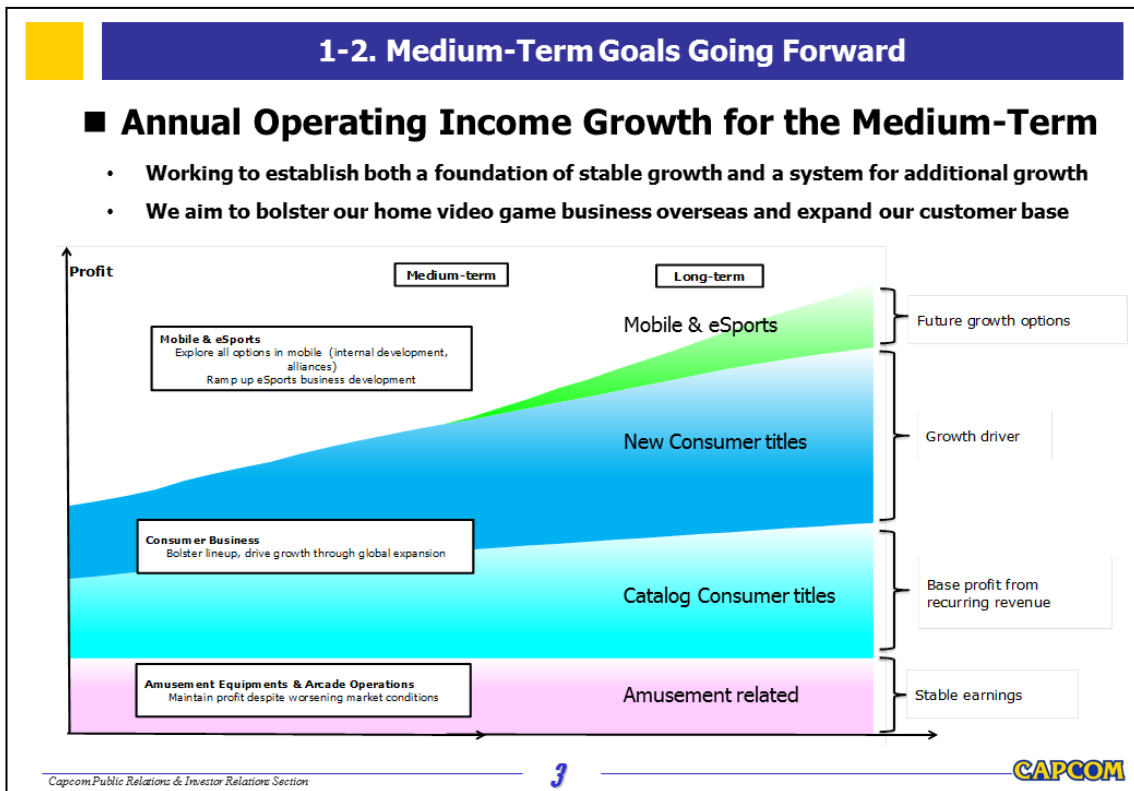 1-2. Medium-Term Goals Going Forward
■ Annual Operating Income Growth for the Medium-Term
• Working to establish both a foundation of stable growth and a system for additional growth
• We aim to bolster our home video game business overseas and expand our customer base
Profit
Medium-term
Long-term
Mobile & eSports
Explore all options in mobile (internal development,
alliances)
Ramp up eSports business development
Mobile & eSports
Future growth options
New Consumer titles
Growth driver
Consumer Business
Bolster lineup, drive growth through global expansion
Catalog Consumer titles
Base profit from
recurring revenue
Amusement Equipments & Arcade Operations
Maintain profit despite worsening market conditions
Amusement related
Stable earnings
Capcom Public Relations & Investor Relations Section
3
CAPCOM